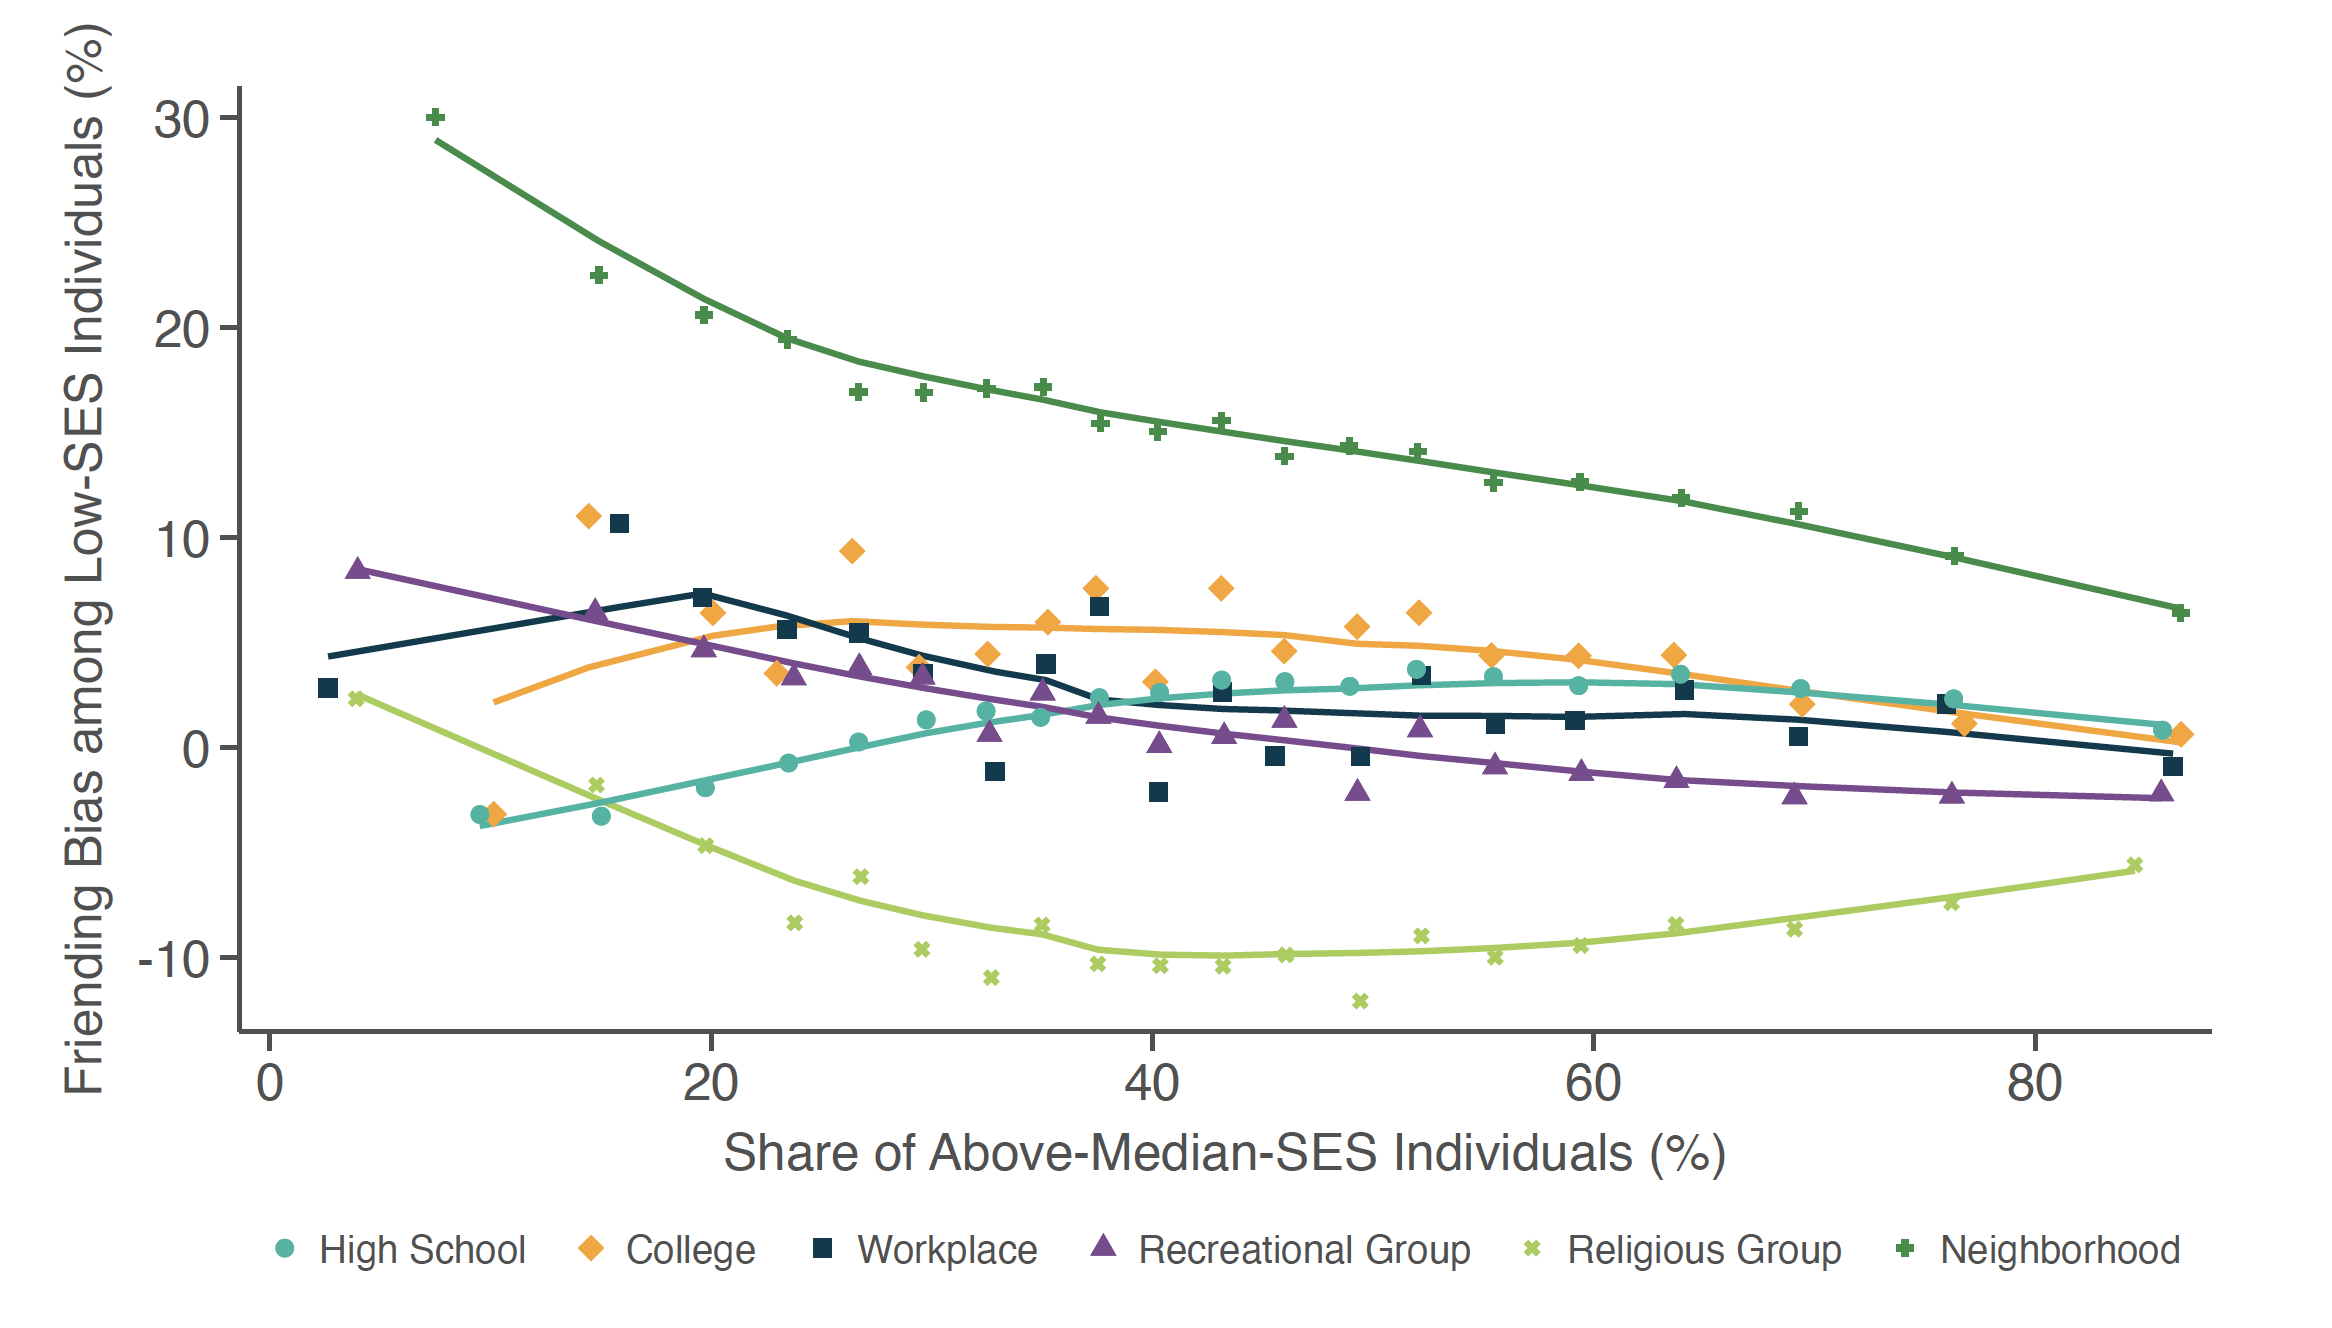 Friending Bias among Low-SES Individuals (%)
30
20
10
0
-10
0 20 40 60 80
Share of Above-Median-SES Individuals (%)
High School College Workplace Recreational Group Religious Group Neighborhood